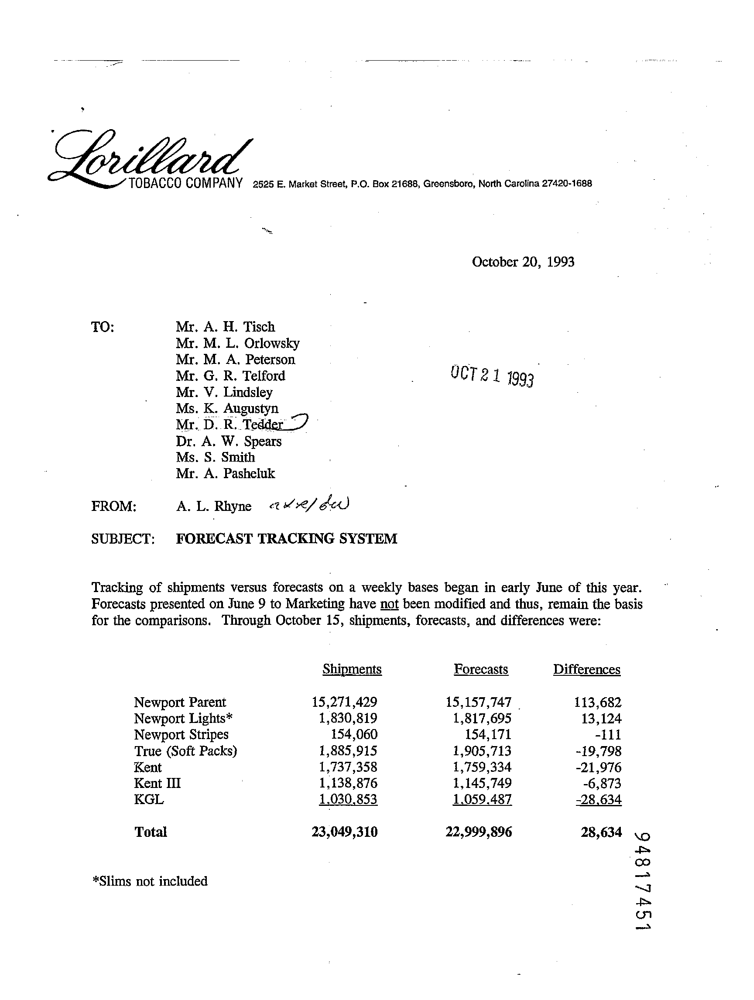 Lorillard
TOBACCO COMPANY 2525 E. Market Street, P.O. Box 21688, Greensboro, North Carolina 27420-1688
October 20, 1993
TO: Mr. A. H. Tisch
Mr. M. L. Orlowsky
Mr. M. A. Peterson
Mr. G. R. Telford
OCT 21 1993
Mr. V. Lindsley
Ms. K. Augustyn
Mr. D. R. Tedder
Dr. A. W. Spears
Ms. S. Smith
Mr. A. Pasheluk
FROM: A. L. Rhyne
SUBJECT: FORECAST TRACKING SYSTEM
Tracking of shipments versus forecasts on a weekly bases began in early June of this year.
Forecasts presented on June 9 to Marketing have not been modified and thus, remain the basis
for the comparisons. Through October 15, shipments, forecasts, and differences were:
Shipments Forecasts Differences
Newport Parent 15,271,429 15,157,747 113,682
Newport Lights* 1,830,819 1,817,695 13,124
Newport Stripes 154,060 154,171 -111
True (Soft Packs) 1,885,915 1,905,713 -19,798
Kent 1,737,358 1,759,334 -21,976
Kent III 1,138,876 1,145,749 -6,873
KGL 1,030,853 1,059,487 -28,634
Total 23,049,310 22,999,896 28,634
*Slims not included
94817451